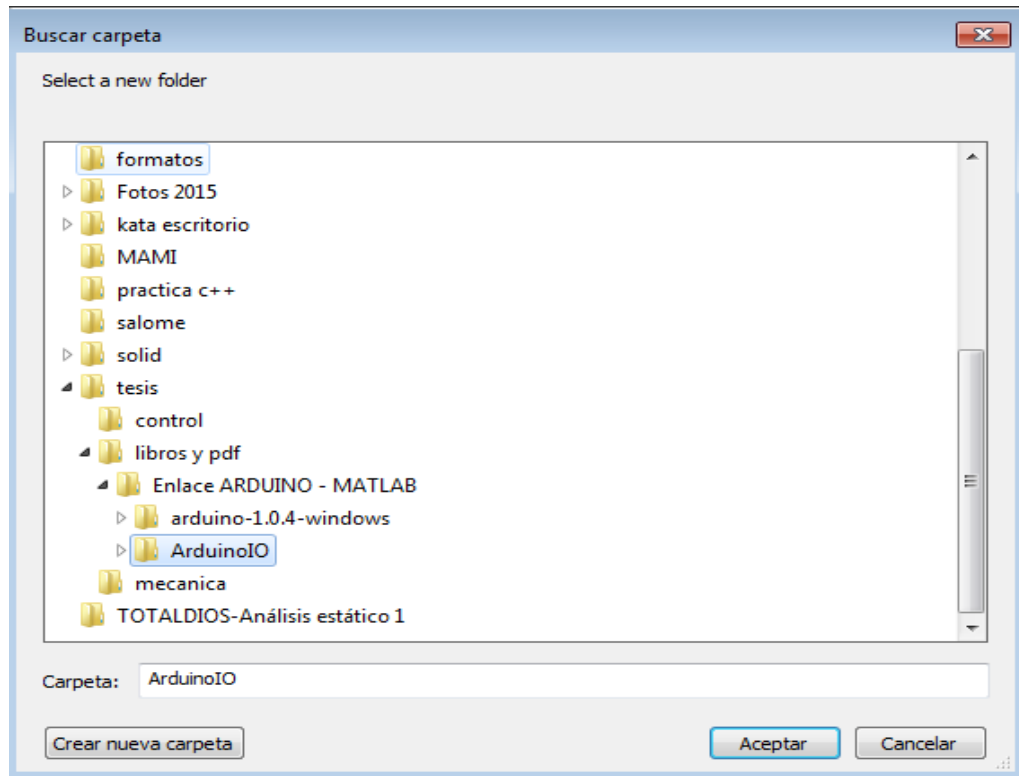 Buscar carpeta
Select a new folder
formatos
Fotos 2015
kata escritorio
MAMI
practica c++
salome
solid
tesis
control
libros y pdf
Enlace ARDUINO - MATLAB
arduino-1.0.4-windows
ArduinoIO
mecanica
TOTALDIOS-Análisis estático 1
Carpeta: ArduinoIO
Crear nueva carpeta Aceptar Cancelar